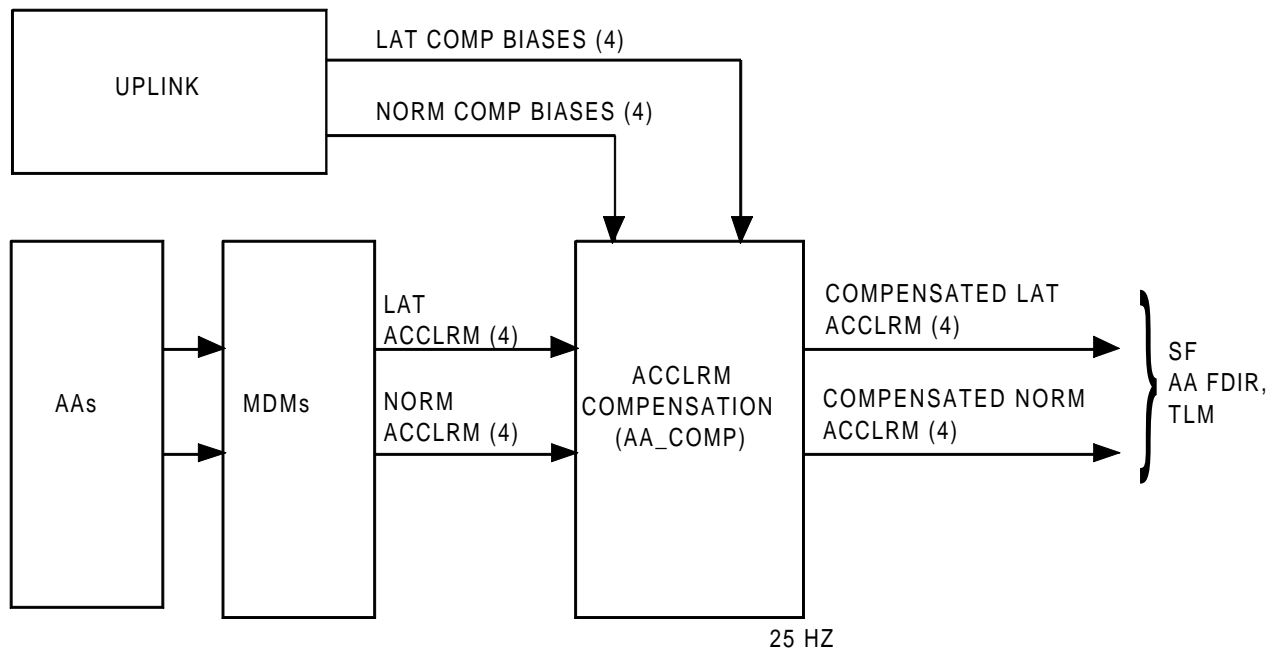 LAT COMP BIASES (4)
UPLINK
NORM COMP BIASES (4)
AAs
MDMs
LAT
ACCLRM (4)
NORM
ACCLRM (4)
ACCLRM
COMPENSATION
(AA_COMP)
COMPENSATED LAT
ACCLRM (4)
COMPENSATED NORM
ACCLRM (4)
SF
AA FDIR,
TLM
25 HZ